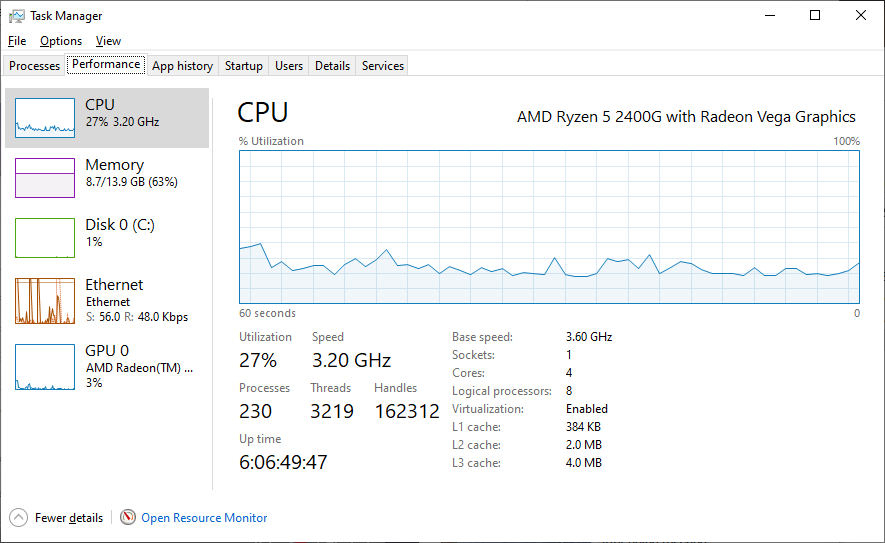 Task Manager
File Options View
Processes Performance App history Startup Users Details Services
CPU
27% 3.20 GHz
Memory
8.7/13.9 GB (63%)
Disk 0 (C:)
1%
Ethernet
Ethernet
S: 56.0 R: 48.0 Kbps
GPU 0
AMD Radeon(TM) ...
3%
CPU AMD Ryzen 5 2400G with Radeon Vega Graphics
% Utilization 100%
60 seconds 0
Utilization Speed
27% 3.20 GHz
Processes Threads Handles
230 3219 162312
Up time
6:06:49:47
Base speed: 3.60 GHz
Sockets: 1
Cores: 4
Logical processors: 8
Virtualization: Enabled
L1 cache: 384 KB
L2 cache: 2.0 MB
L3 cache: 4.0 MB
Fewer details Open Resource Monitor